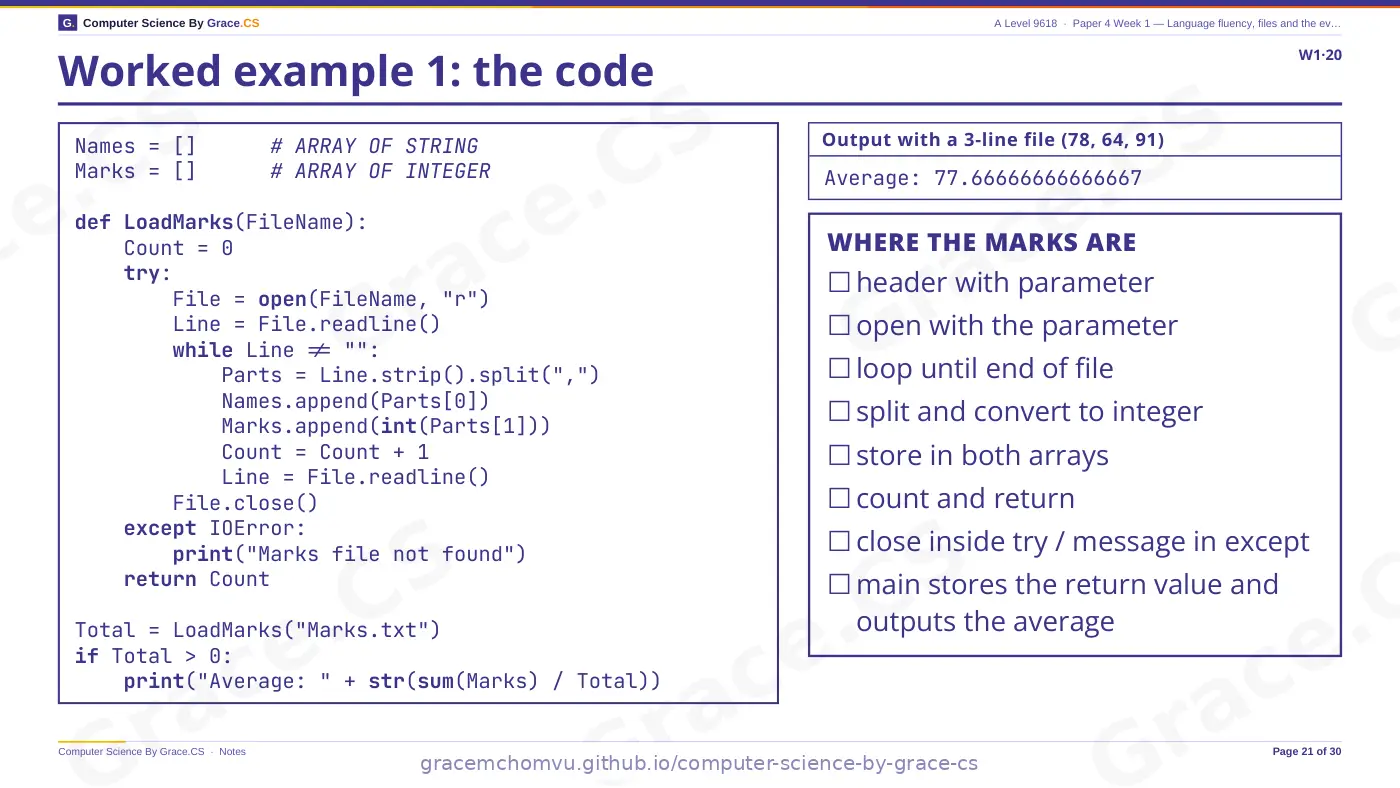 G. Computer Science By Grace.CS
A Level 9618 · Paper 4 Week 1 — Language fluency, files and the ev…
Worked example 1: the code
W1·20
Names = []      # ARRAY OF STRING
Marks = []      # ARRAY OF INTEGER
def LoadMarks(FileName):
    Count = 0
    try:
        File = open(FileName, "r")
        Line = File.readline()
        while Line != "":
            Parts = Line.strip().split(",")
            Names.append(Parts[0])
            Marks.append(int(Parts[1]))
            Count = Count + 1
            Line = File.readline()
        File.close()
    except IOError:
        print("Marks file not found")
    return Count
Total = LoadMarks("Marks.txt")
if Total > 0:
    print("Average: " + str(sum(Marks) / Total))
Output with a 3-line file (78, 64, 91)
Average: 77.66666666666667
WHERE THE MARKS ARE
☐ header with parameter
☐ open with the parameter
☐ loop until end of file
☐ split and convert to integer
☐ store in both arrays
☐ count and return
☐ close inside try / message in except
☐ main stores the return value and
outputs the average
Computer Science By Grace.CS · Notes
gracemchomvu.github.io/computer-science-by-grace-cs
Page 21 of 30